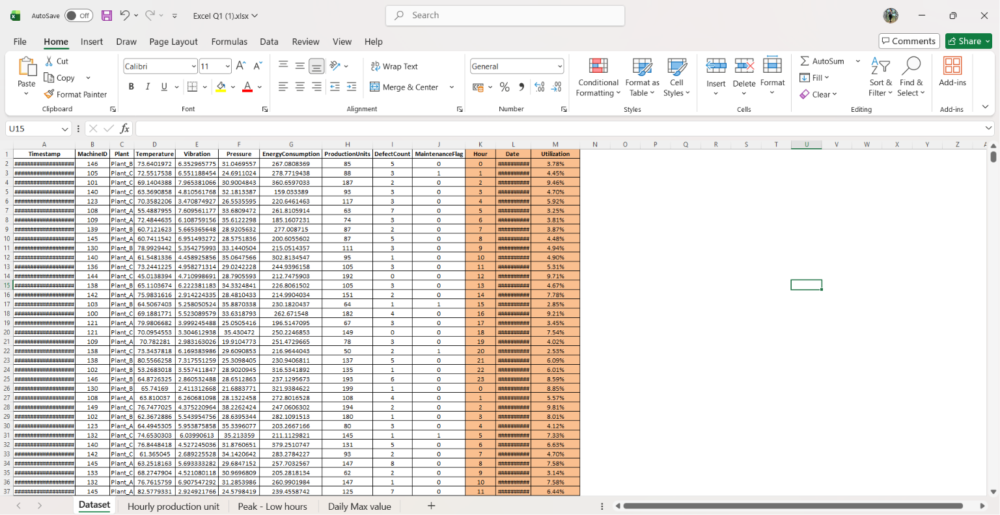 AutoSave Off Excel Q1 (1).xlsx Search
File Home Insert Draw Page Layout Formulas Data Review View Help Comments Share
Paste Cut Copy Format Painter Clipboard
Calibri 11 B I U A A A Font
ab Wrap Text Merge & Center Alignment
General % , Number
Conditional Formatting Format as Table Cell Styles Styles
Insert Delete Format Cells
AutoSum Fill Clear Sort & Filter Find & Select Editing
Add-ins Add-ins
U15 fx
A B C D E F G H I J K L M N O P Q R S T U V W X Y Z
1 Timestamp MachineID Plant Temperature Vibration Pressure EnergyConsumption ProductionUnits DefectCount MaintenanceFlag Hour Date Utilization
2 ################### 146 Plant_B 73.6401972 6.352965775 31.0469557 267.0808369 85 5 0 0 ########## 3.78%
3 ################### 105 Plant_C 72.5517538 6.551188454 24.6911024 278.7719438 88 3 1 1 ########## 4.45%
4 ################### 101 Plant_C 69.1404388 7.965381066 30.9004843 360.6597033 187 2 0 2 ########## 9.46%
5 ################### 140 Plant_C 63.3690858 4.810561768 32.1813387 159.033389 93 3 0 3 ########## 4.70%
6 ################### 123 Plant_C 70.3582206 3.470874927 26.5535595 220.6461463 117 3 0 4 ########## 5.92%
7 ################### 108 Plant_A 55.4887955 7.609561177 33.6809472 261.8105914 63 7 0 5 ########## 3.25%
8 ################### 109 Plant_A 72.4844635 6.108759156 35.6122298 185.1607231 74 3 0 6 ########## 3.81%
9 ################### 139 Plant_B 60.7121623 5.665365648 28.9205632 277.008715 87 2 0 7 ########## 3.87%
10 ################### 145 Plant_A 60.7411542 6.951493272 28.5751836 200.6055602 87 5 0 8 ########## 4.48%
11 ################### 130 Plant_B 78.9929442 5.354275993 33.1440504 215.0514357 111 3 0 9 ########## 4.94%
12 ################### 140 Plant_A 61.5481336 4.458925856 35.0647566 302.8134547 95 1 0 10 ########## 4.90%
13 ################### 136 Plant_C 73.2441225 4.958271314 29.0242228 244.9396158 105 3 0 11 ########## 5.31%
14 ################### 144 Plant_C 45.0138394 4.710998691 28.7905593 212.7475903 192 0 0 12 ########## 9.71%
15 ################### 138 Plant_B 65.1103674 6.222381183 34.3324841 226.8061502 105 3 0 13 ########## 4.67%
16 ################### 142 Plant_A 75.9831616 2.914224335 28.4810433 214.9904034 151 2 0 14 ########## 7.78%
17 ################### 103 Plant_B 64.5067403 5.258050524 35.8870338 230.1820437 64 1 1 15 ########## 2.85%
18 ################### 100 Plant_C 69.1881771 5.523089579 33.6318793 262.671548 182 4 0 16 ########## 9.21%
19 ################### 121 Plant_A 79.9806682 3.999245488 25.0505416 196.5147095 67 3 0 17 ########## 3.45%
20 ################### 121 Plant_C 70.0954553 3.304612938 35.430472 250.2246853 149 0 0 18 ########## 7.54%
21 ################### 109 Plant_A 70.782281 2.983163026 19.9104773 251.4729665 78 3 0 19 ########## 4.02%
22 ################### 138 Plant_C 73.3437818 6.169383986 29.6090853 216.9644043 50 2 1 20 ########## 2.53%
23 ################### 138 Plant_B 80.5566258 7.317551259 25.3098405 230.9406811 137 5 0 21 ########## 6.09%
24 ################### 102 Plant_B 53.2683018 3.557411847 28.9020945 316.5341892 135 1 0 22 ########## 6.01%
25 ################### 146 Plant_B 64.8726325 2.860532488 28.6512863 237.1295673 193 6 0 23 ########## 8.59%
26 ################### 130 Plant_B 65.74169 2.411312668 21.6883771 321.9384622 199 1 0 0 ########## 8.85%
27 ################### 108 Plant_A 63.810037 6.260681098 28.1322458 272.8016528 108 4 0 1 ########## 5.57%
28 ################### 149 Plant_C 76.7477025 4.375220964 38.2262424 247.0606302 194 2 0 2 ########## 9.81%
29 ################### 102 Plant_B 62.3672886 5.543954756 28.6395344 282.1091513 180 1 0 3 ########## 8.01%
30 ################### 123 Plant_A 64.4945305 5.953875858 35.3396077 203.2667166 80 3 0 4 ########## 4.12%
31 ################### 132 Plant_C 74.6530303 6.03990613 35.213359 211.1129821 145 1 1 5 ########## 7.33%
32 ################### 140 Plant_C 76.8448418 4.527245036 31.8760651 379.2510747 131 5 0 6 ########## 6.63%
33 ################### 142 Plant_C 61.365045 2.689225528 34.1420642 283.2784227 93 2 0 7 ########## 4.70%
34 ################### 145 Plant_A 63.2518163 5.693333282 29.6847152 257.7032567 147 8 0 8 ########## 7.58%
35 ################### 133 Plant_C 68.2747904 4.521080118 30.9696809 205.2818134 62 2 0 9 ########## 3.14%
36 ################### 132 Plant_A 76.7615759 6.907547292 31.2853986 260.9901984 147 1 0 10 ########## 7.58%
37 ################### 145 Plant_A 82.5779331 2.924921766 24.5798419 239.4558742 125 7 0 11 ########## 6.44%
Dataset Hourly production unit Peak - Low hours Daily Max value